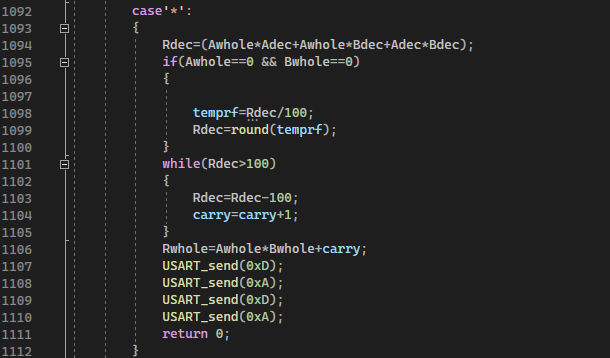 1092 case'*':
1093 {
1094 Rdec=(Awhole*Adec+Awhole*Bdec+Adec*Bdec);
1095 if(Awhole==0 && Bwhole==0)
1096 {
1097
1098 temprf=Rdec/100;
1099 Rdec=round(temprf);
1100 }
1101 while(Rdec>100)
1102 {
1103 Rdec=Rdec-100;
1104 carry=carry+1;
1105 }
1106 Rwhole=Awhole*Bwhole+carry;
1107 USART_send(0xD);
1108 USART_send(0xA);
1109 USART_send(0xD);
1110 USART_send(0xA);
1111 return 0;
1112 }